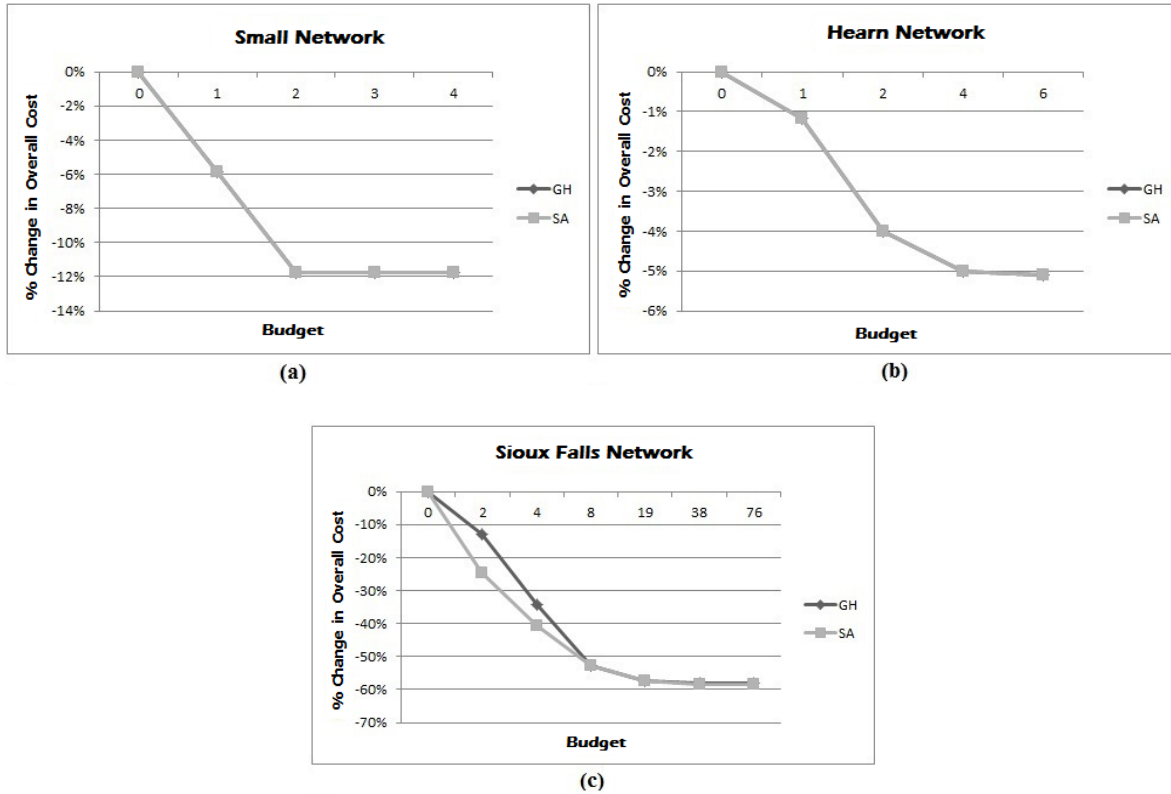 Small Network
0%
-2%
-4%
-6%
-8%
-10%
-12%
-14%
0 1 2 3 4
% Change in Overall Cost
Budget
GH
SA
(a)
Hearn Network
0%
-1%
-2%
-3%
-4%
-5%
-6%
0 1 2 4 6
% Change in Overall Cost
Budget
GH
SA
(b)
Sioux Falls Network
0%
-10%
-20%
-30%
-40%
-50%
-60%
-70%
0 2 4 8 19 38 76
% Change in Overall Cost
Budget
GH
SA
(c)